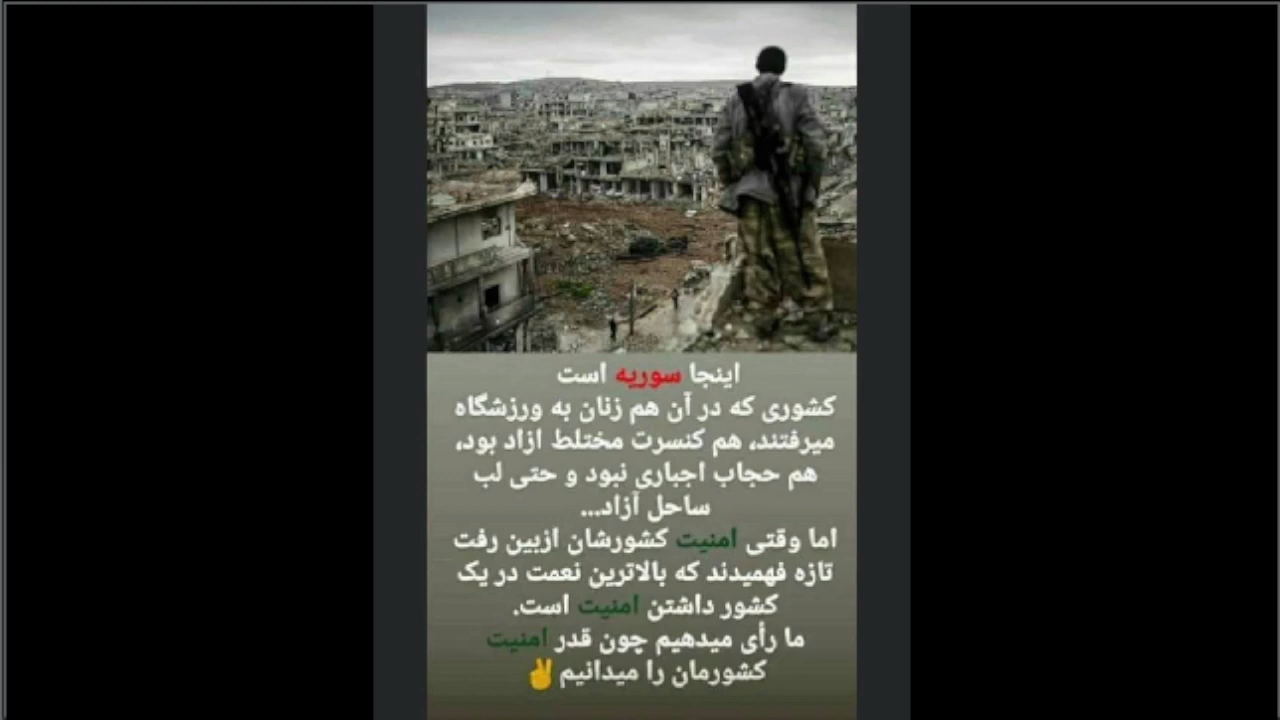 اینجا سوریه است
کشوری که در آن هم زنان به ورزشگاه
میرفتند، هم کنسرت مختلط ازاد بود،
هم حجاب اجباری نبود و حتی لب
ساحل آزاد...
اما وقتی امنیت کشورشان ازبین رفت
تازه فهمیدند که بالاترین نعمت در یک
کشور داشتن امنیت است.
ما رأی میدهیم چون قدر امنیت
کشورمان را میدانیم ✌